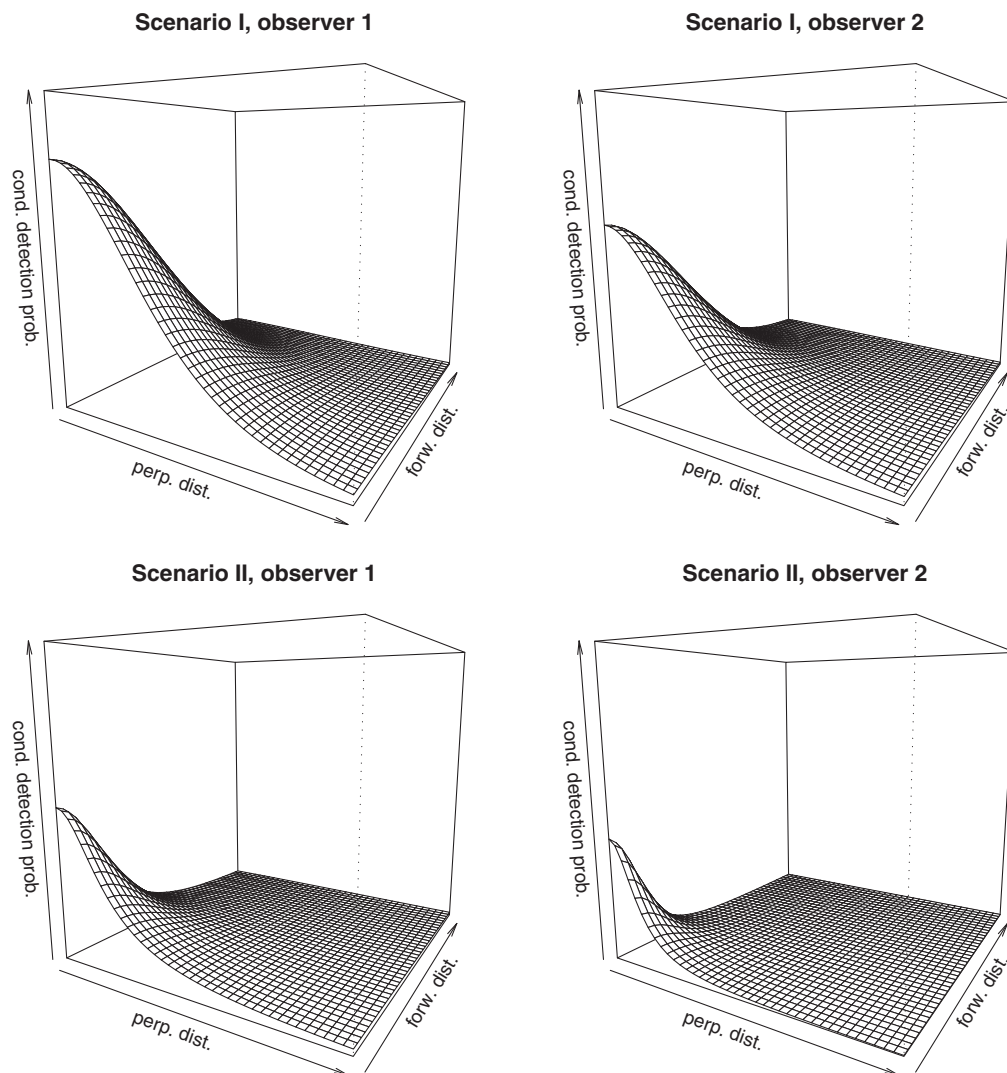 Scenario I, observer 1
cond. detection prob.
perp. dist.
forw. dist.
Scenario I, observer 2
cond. detection prob.
perp. dist.
forw. dist.
Scenario II, observer 1
cond. detection prob.
perp. dist.
forw. dist.
Scenario II, observer 2
cond. detection prob.
perp. dist.
forw. dist.